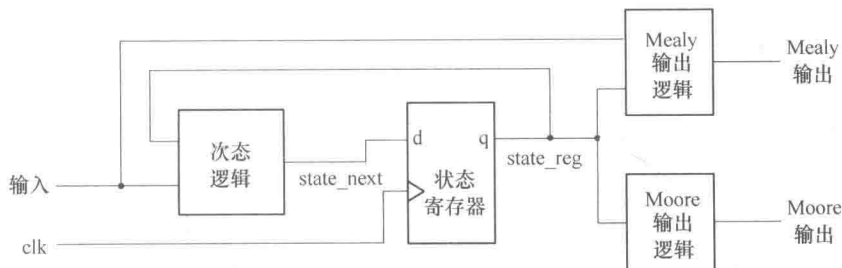 Mealy
输出
逻辑
Mealy
输出
次态
逻辑
d
q
状态
寄存器
state_next
state_reg
输入
clk
Moore
输出
逻辑
Moore
输出